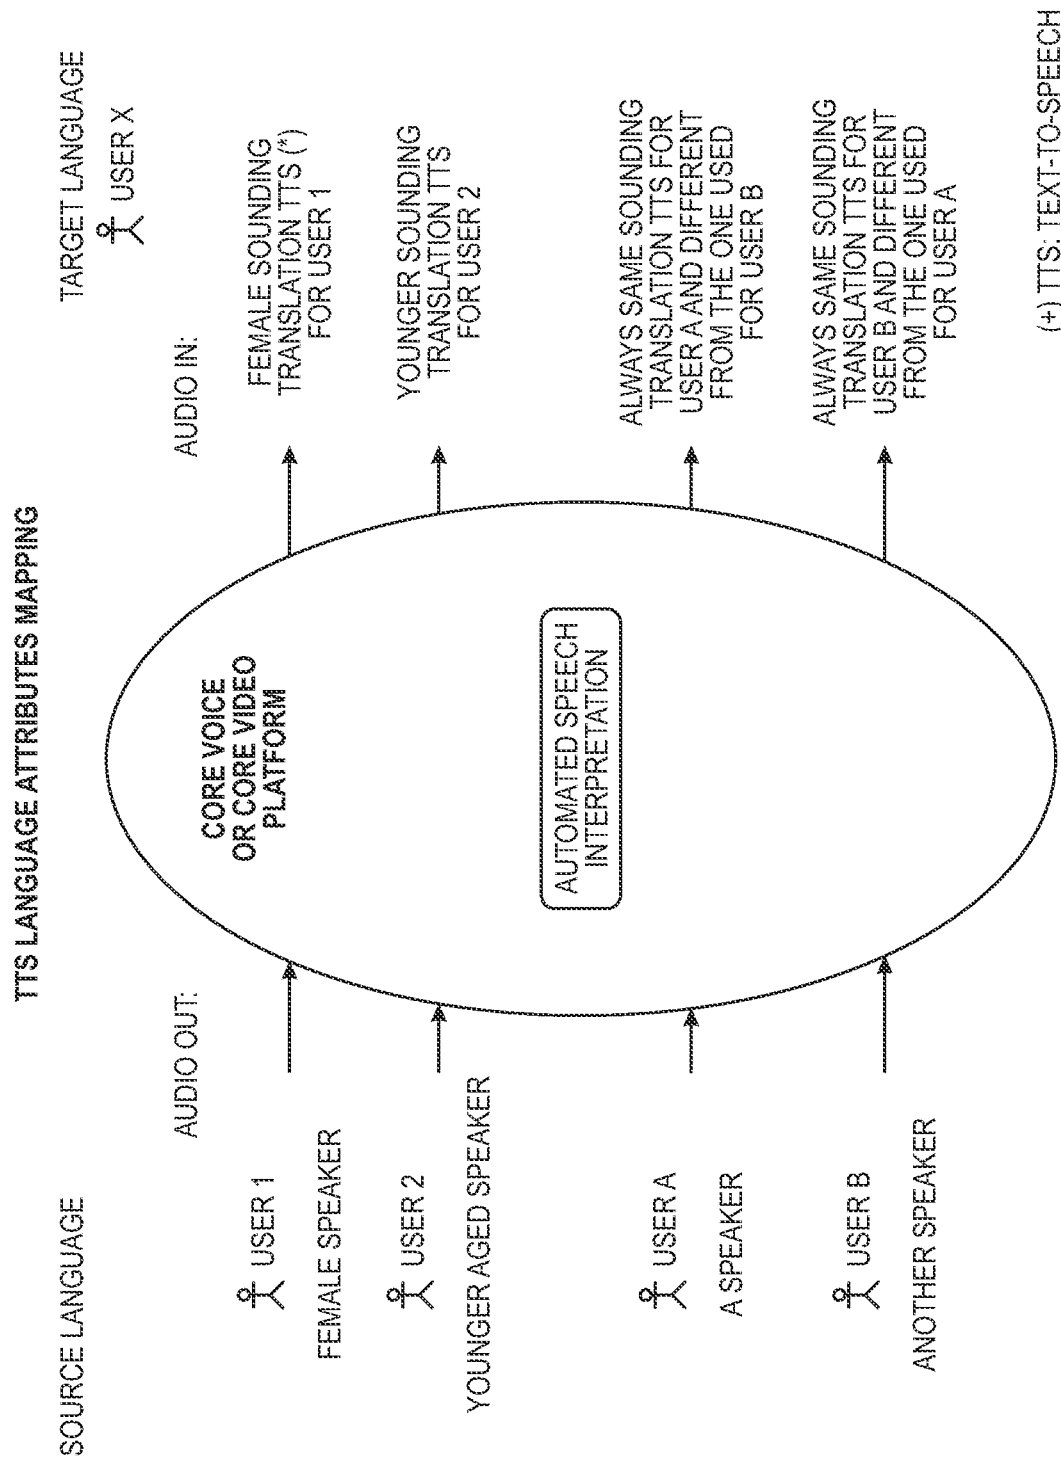 TTS LANGUAGE ATTRIBUTES MAPPING
SOURCE LANGUAGE
TARGET LANGUAGE
USER X
AUDIO OUT:
AUDIO IN:
USER 1
FEMALE SPEAKER
USER 2
YOUNGER AGED SPEAKER
USER A
A SPEAKER
USER B
ANOTHER SPEAKER
CORE VOICE
OR CORE VIDEO
PLATFORM
AUTOMATED SPEECH
INTERPRETATION
FEMALE SOUNDING
TRANSLATION TTS (*)
FOR USER 1
YOUNGER SOUNDING
TRANSLATION TTS
FOR USER 2
ALWAYS SAME SOUNDING
TRANSLATION TTS FOR
USER A AND DIFFERENT
FROM THE ONE USED
FOR USER B
ALWAYS SAME SOUNDING
TRANSLATION TTS FOR
USER B AND DIFFERENT
FROM THE ONE USED
FOR USER A
(+) TTS: TEXT-TO-SPEECH